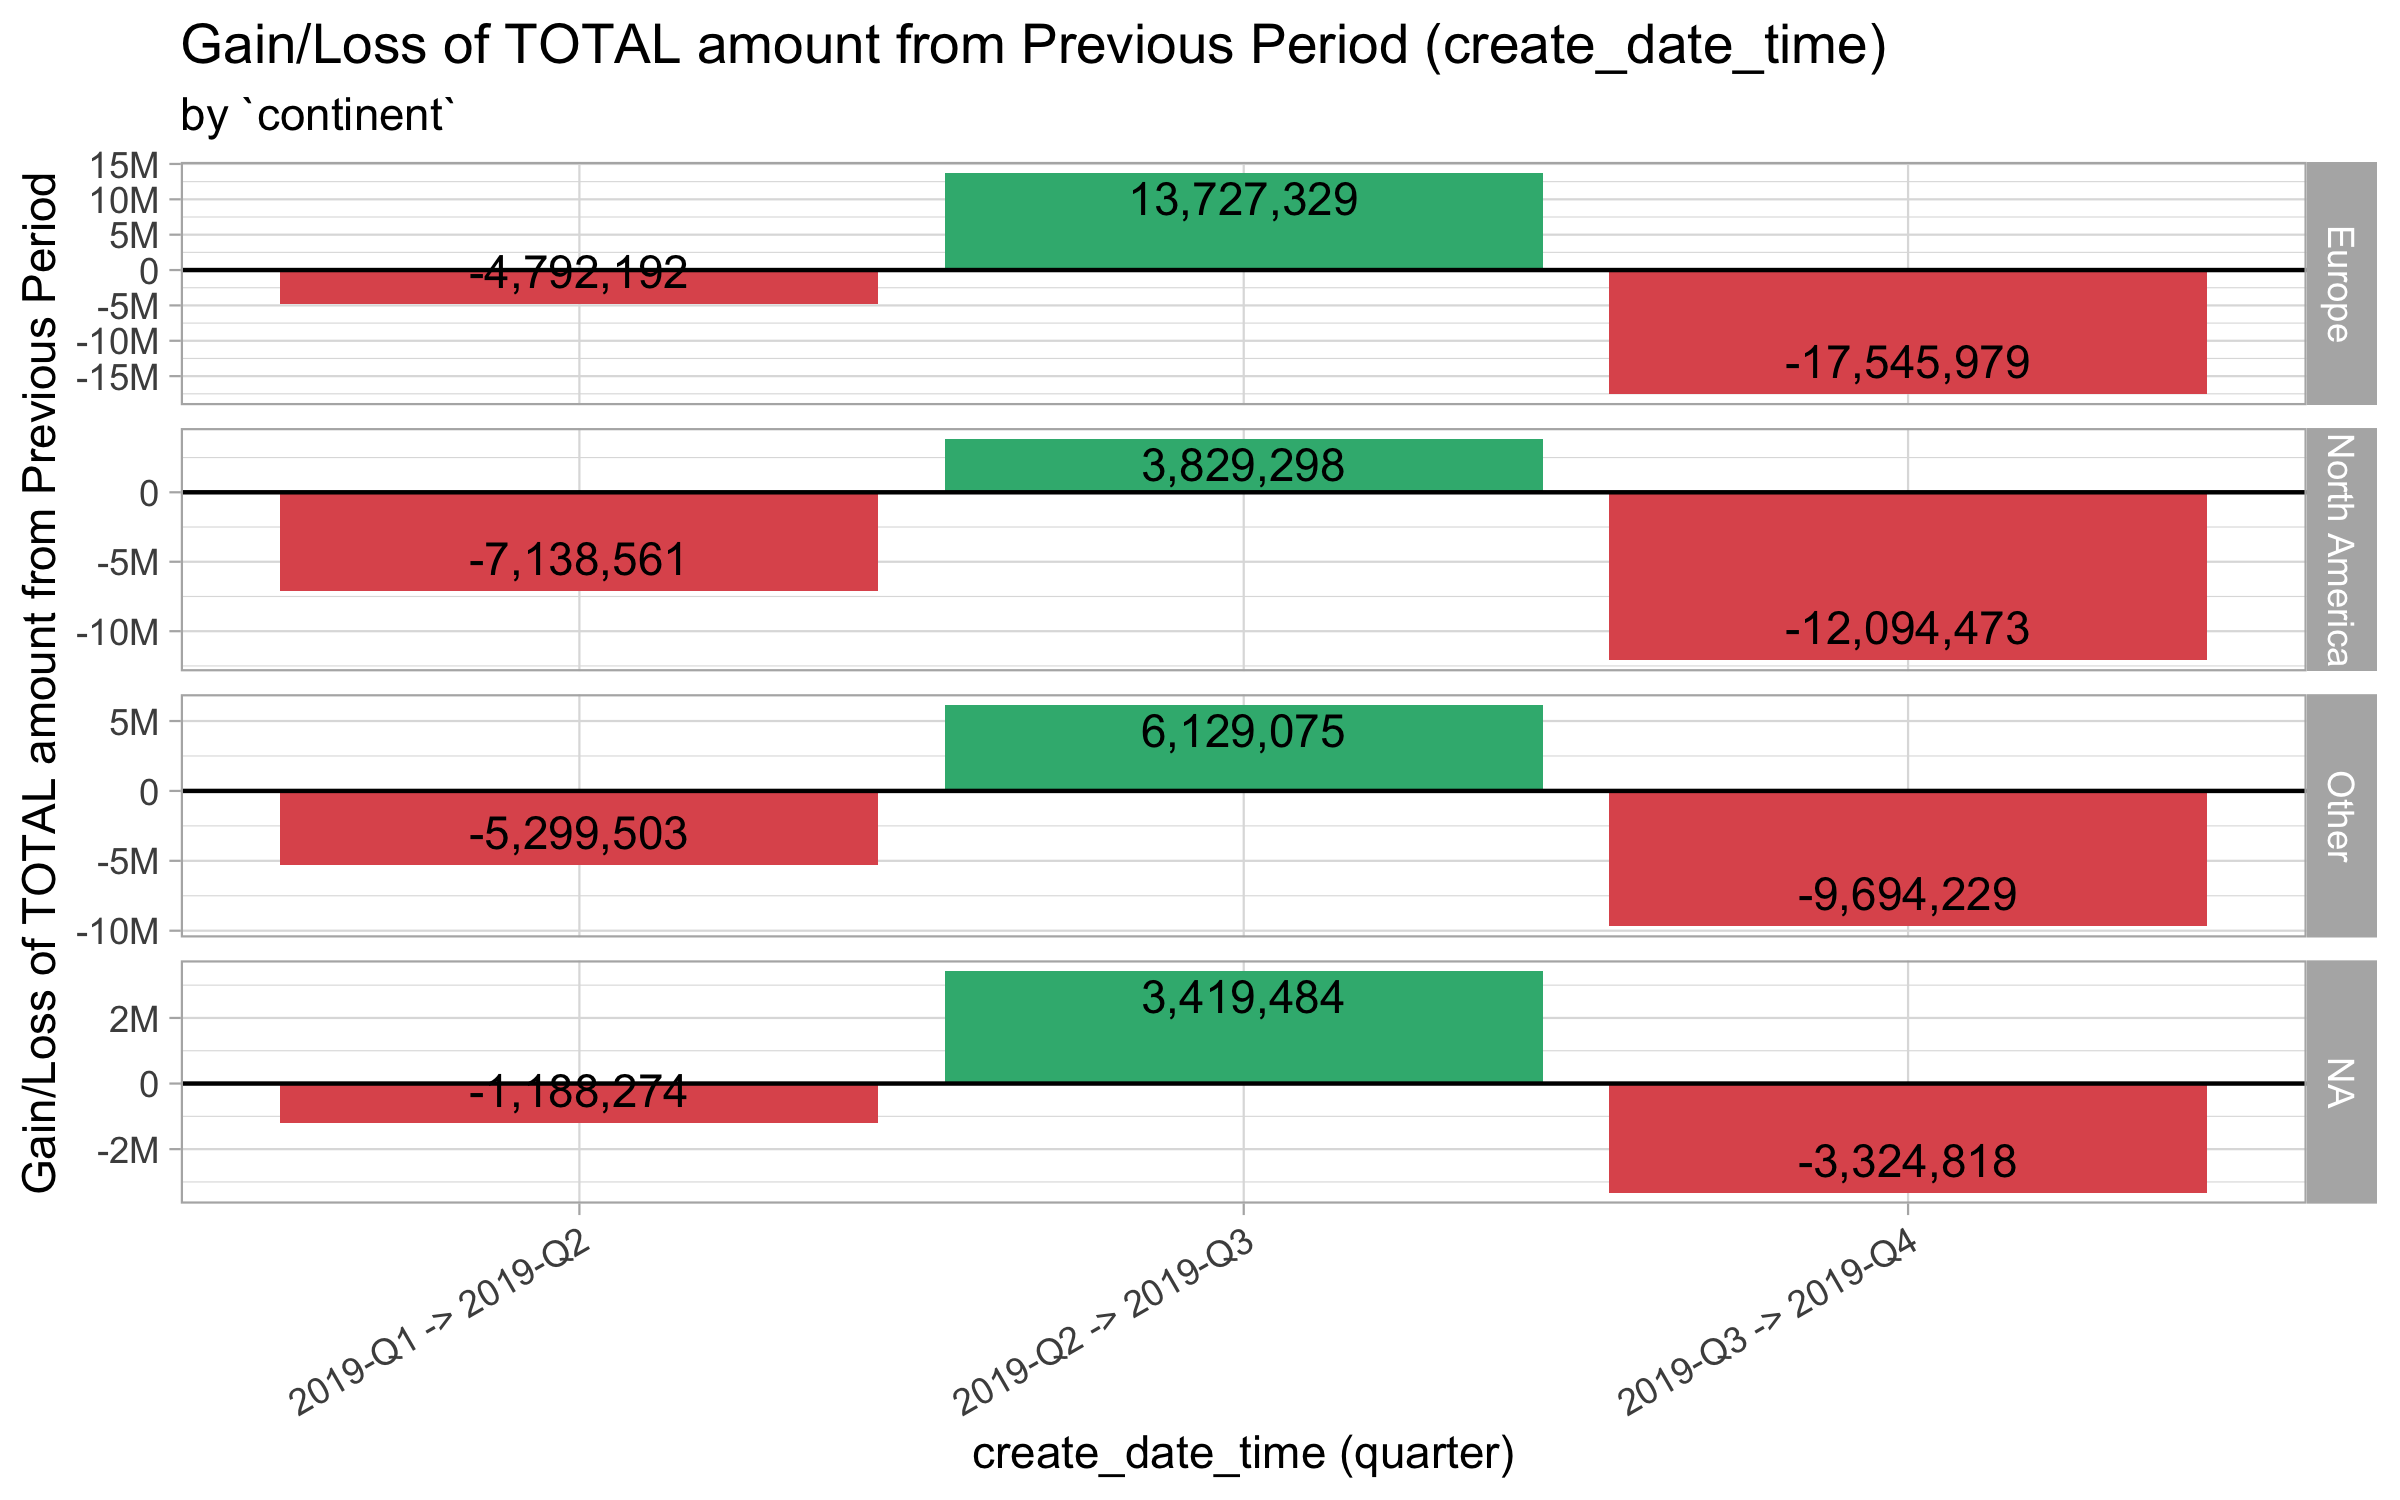 Gain/Loss of TOTAL amount from Previous Period (create_date_time)
by `continent`
Gain/Loss of TOTAL amount from Previous Period
15M
10M
5M
0
-5M
-10M
-15M
-4,792,192
13,727,329
-17,545,979
Europe
0
-5M
-10M
-7,138,561
3,829,298
-12,094,473
North America
5M
0
-5M
-10M
-5,299,503
6,129,075
-9,694,229
Other
2M
0
-2M
-1,188,274
3,419,484
-3,324,818
NA
2019-Q1 -> 2019-Q2
2019-Q2 -> 2019-Q3
2019-Q3 -> 2019-Q4
create_date_time (quarter)